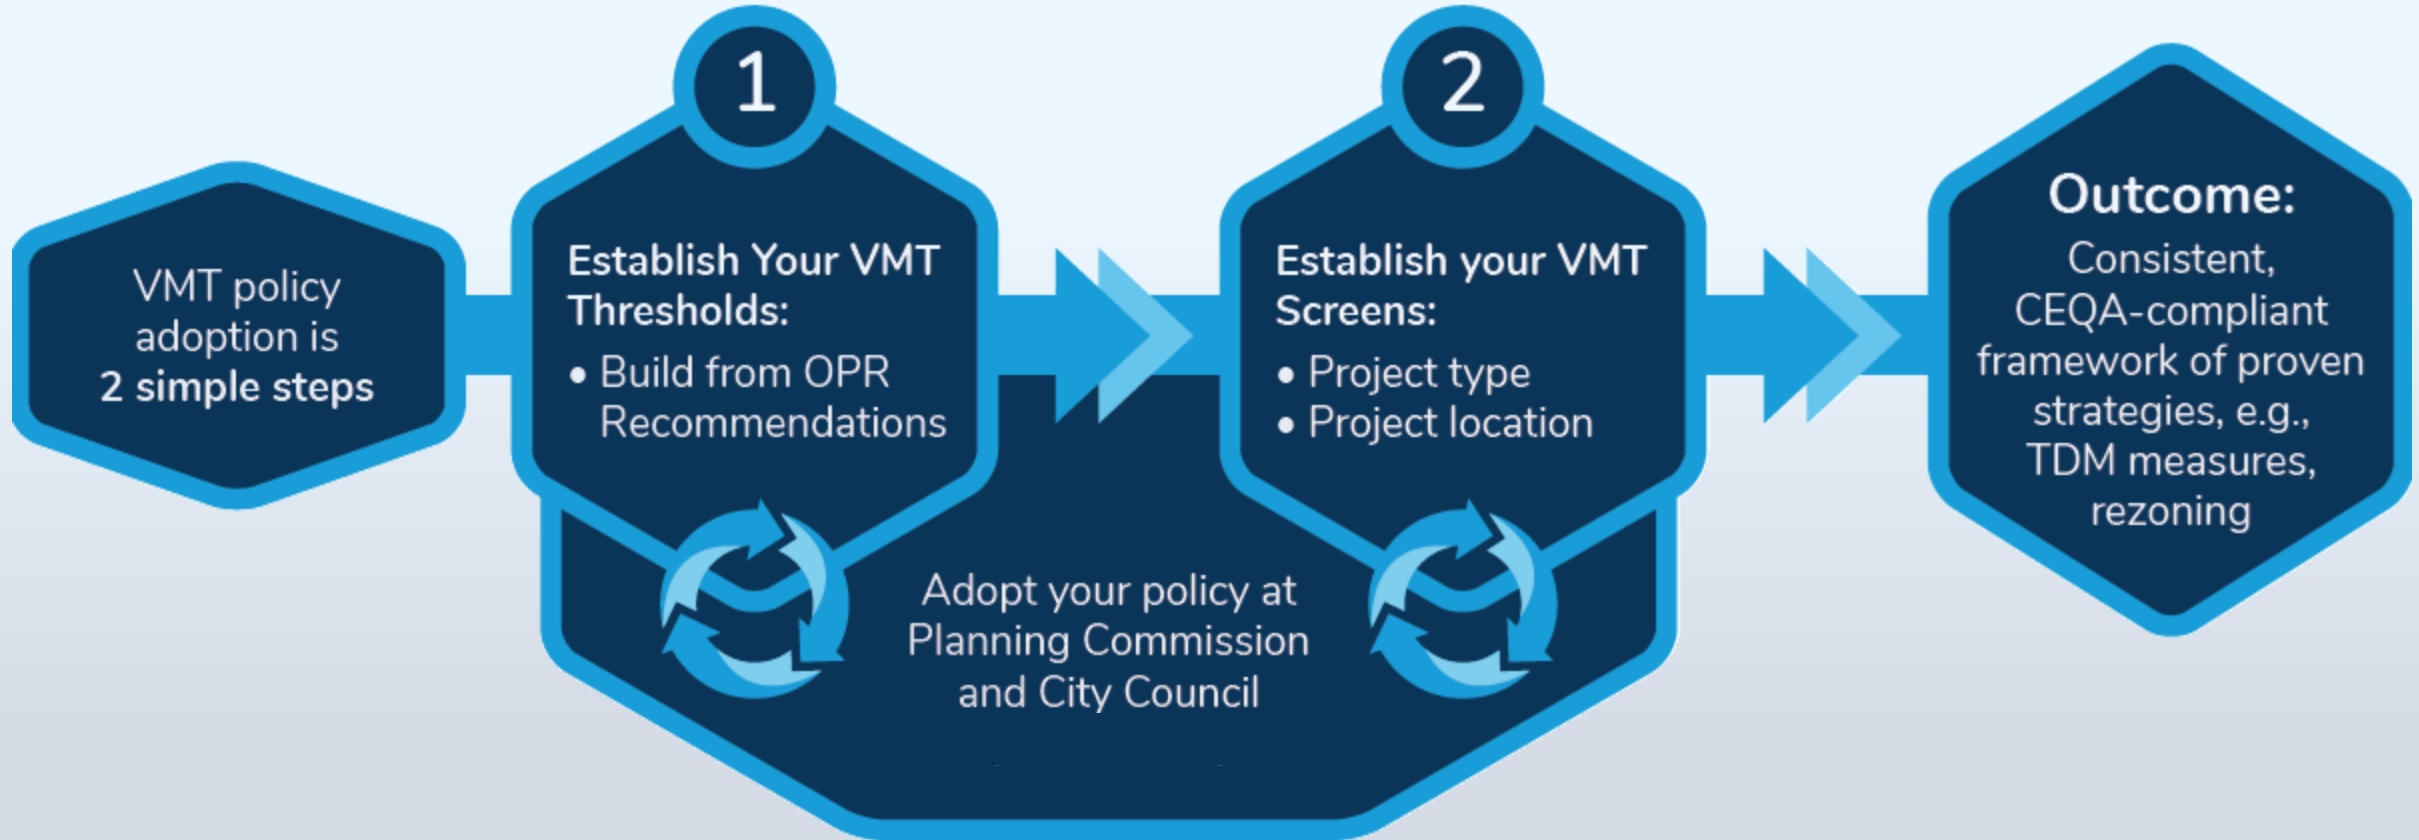 VMT policy
adoption is
2 simple steps
1
Establish Your VMT
Thresholds:
• Build from OPR
Recommendations
2
Establish your VMT
Screens:
• Project type
• Project location
Adopt your policy at
Planning Commission
and City Council
Outcome:
Consistent,
CEQA-compliant
framework of proven
strategies, e.g.,
TDM measures,
rezoning